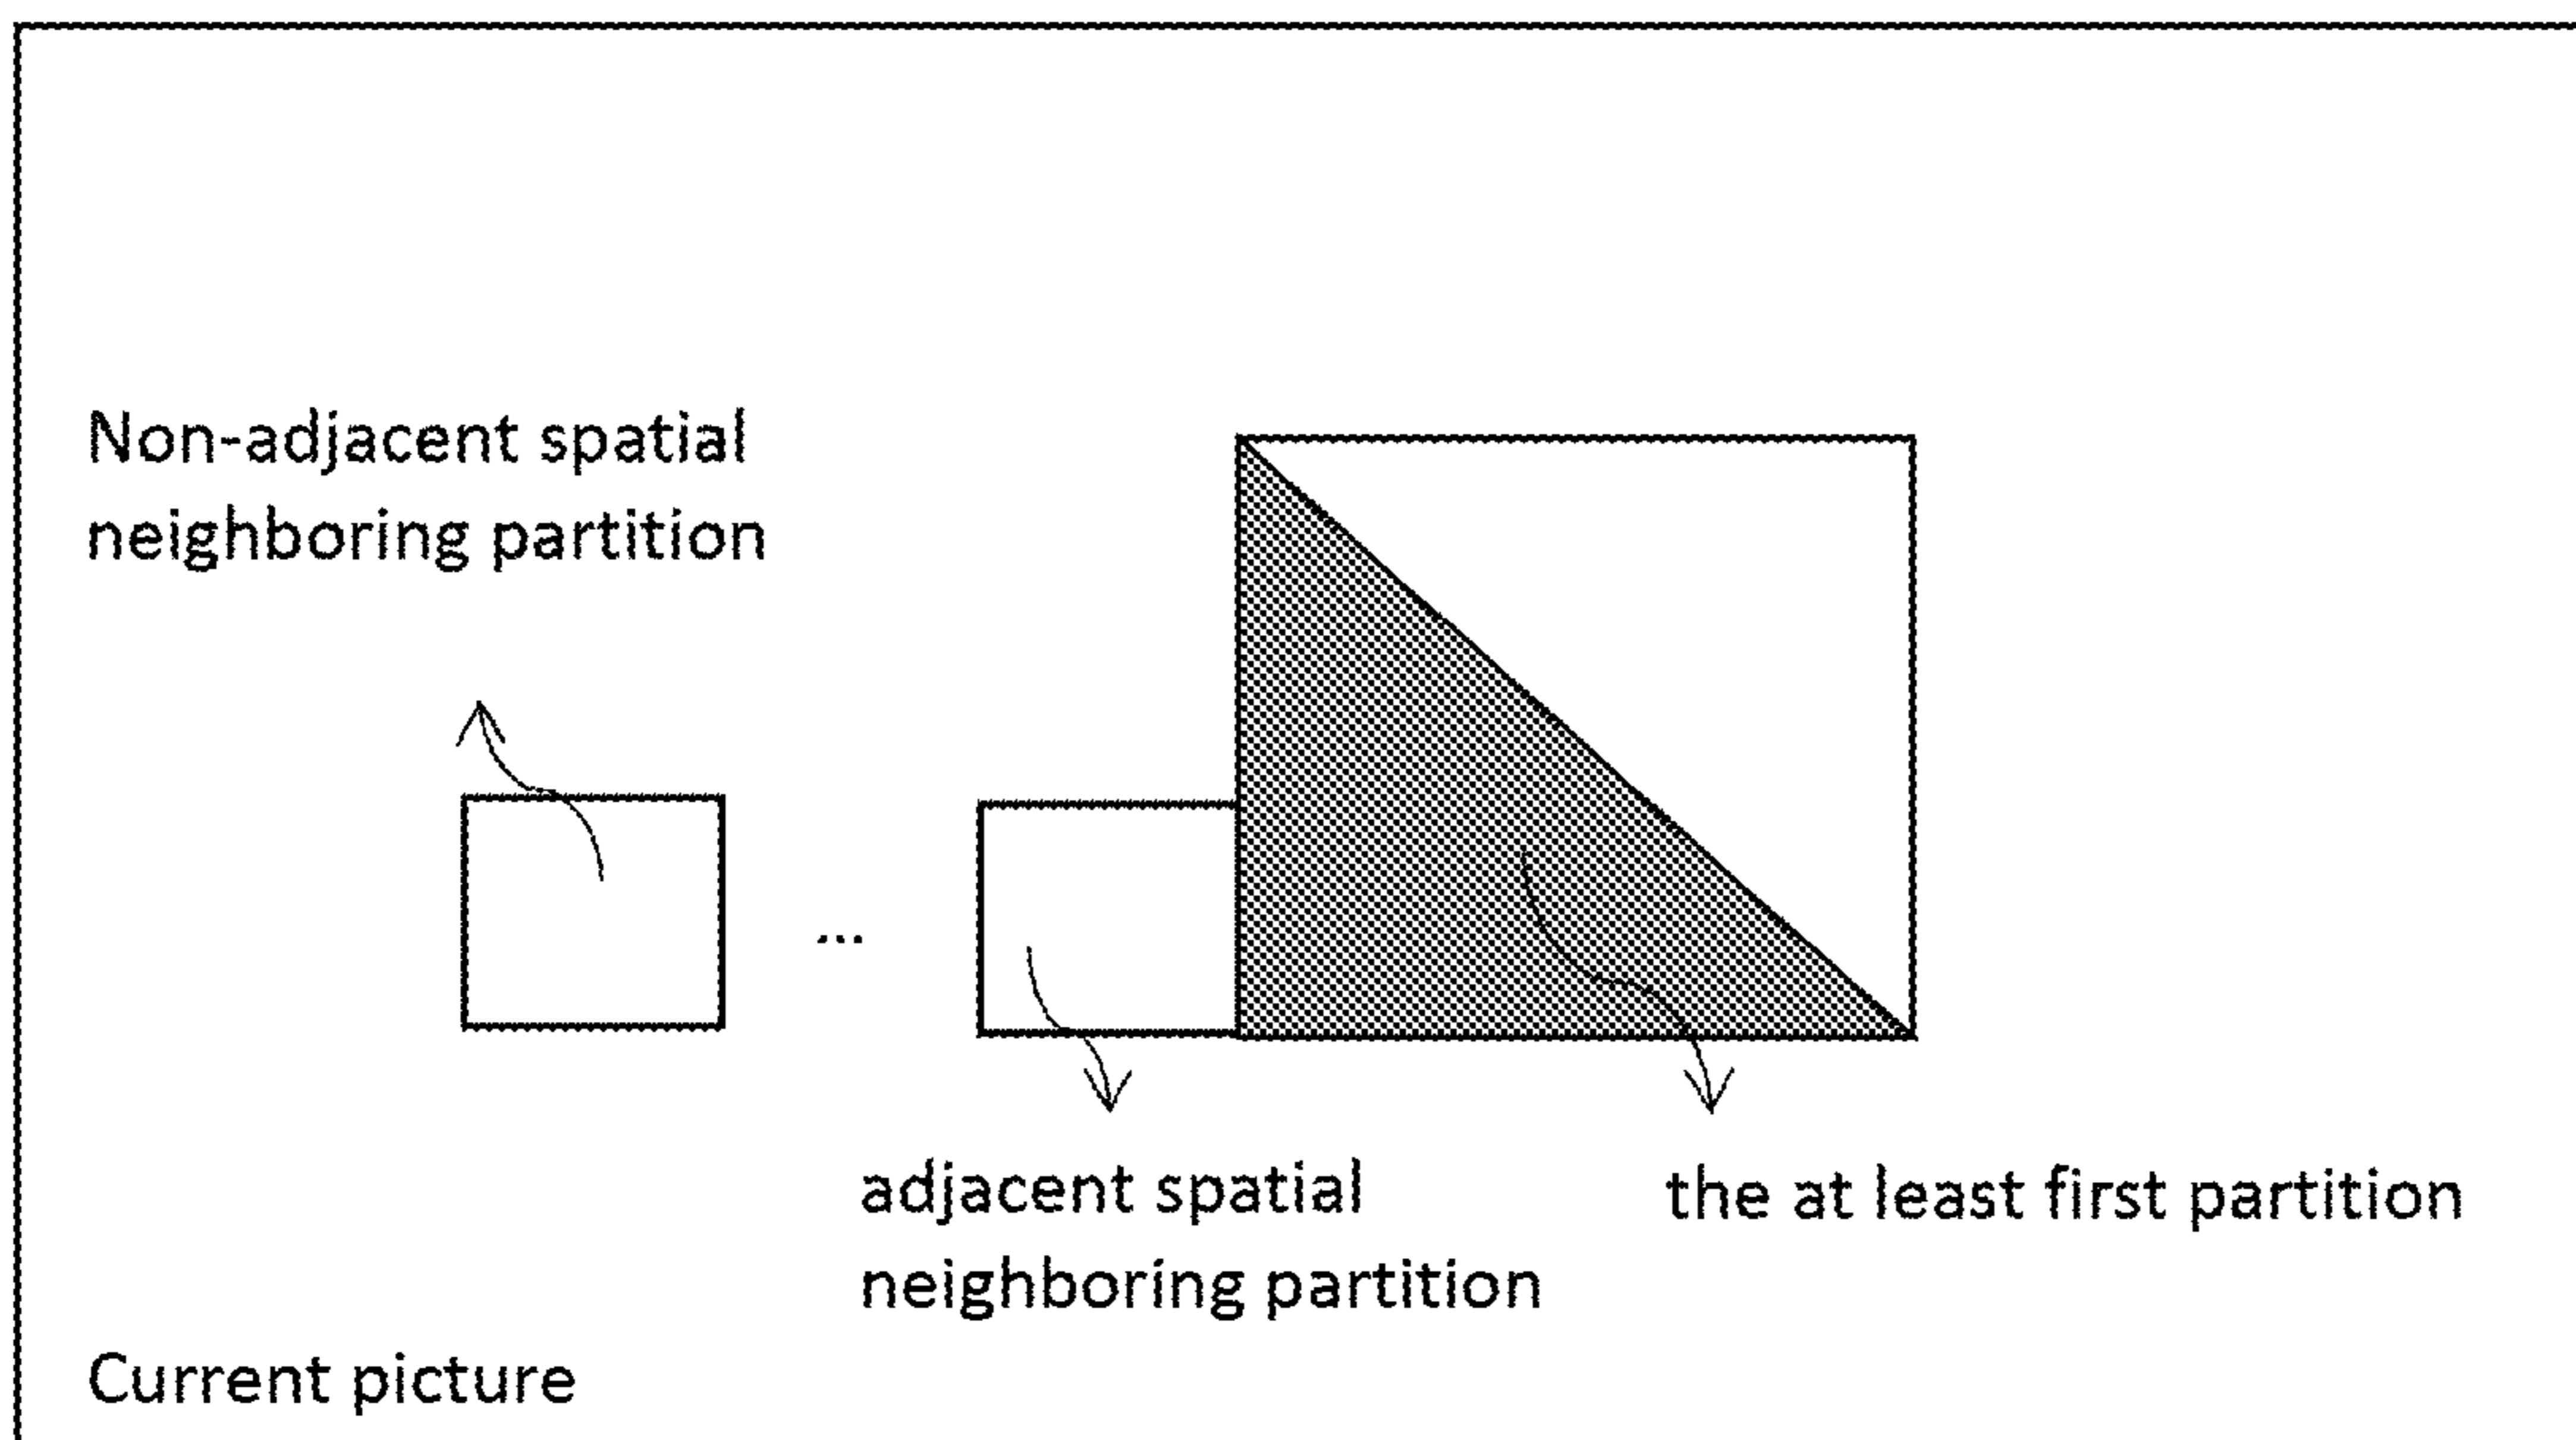 Non-adjacent spatial
neighboring partition
...
adjacent spatial
neighboring partition
the at least first partition
Current picture